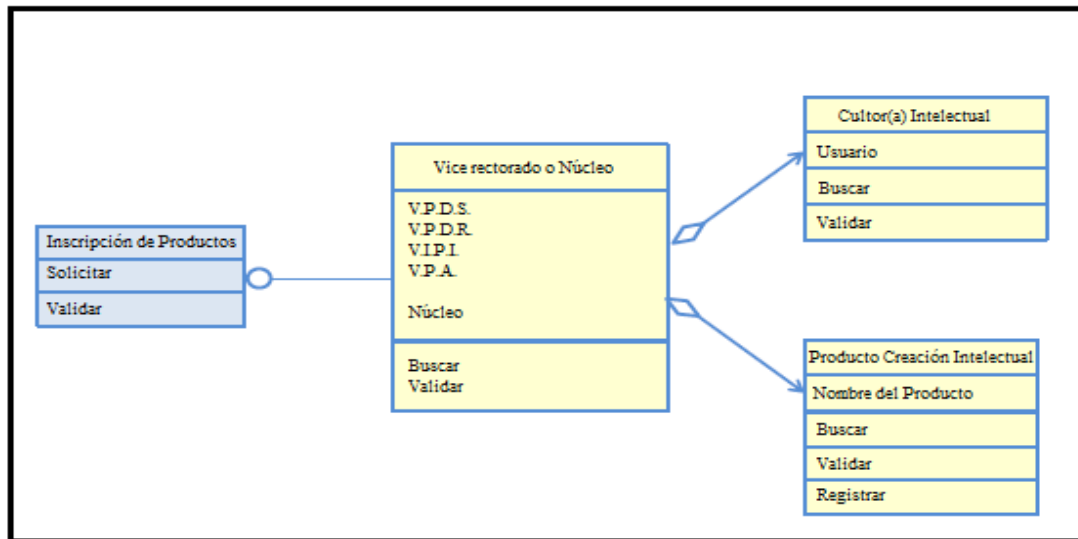 Inscripción de Productos
Solicitar
Validar
Vice rectorado o Núcleo
V.P.D.S.
V.P.D.R.
V.I.P.I.
V.P.A.
Núcleo
Buscar
Validar
Cultor(a) Intelectual
Usuario
Buscar
Validar
Producto Creación Intelectual
Nombre del Producto
Buscar
Validar
Registrar